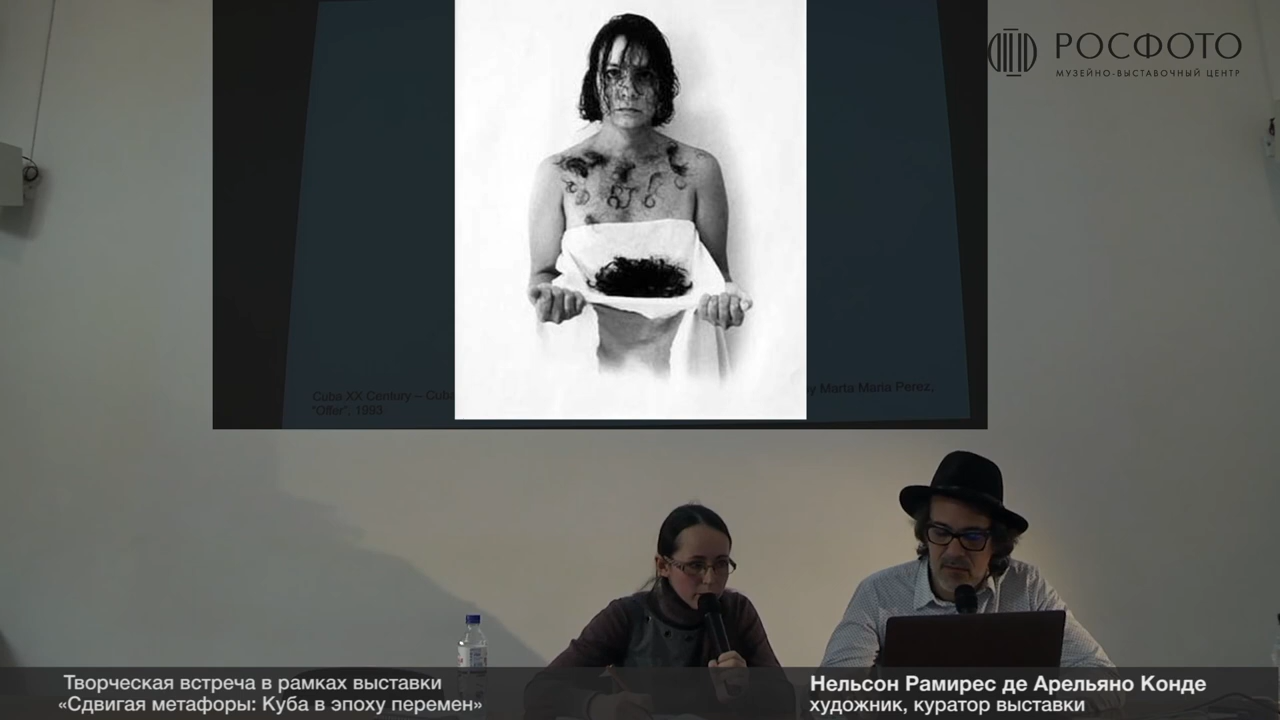 РОСФОТО
МУЗЕЙНО-ВЫСТАВОЧНЫЙ ЦЕНТР
Cuba XX Century – Cuba
y Marta Maria Perez,
"Offer", 1993
Творческая встреча в рамках выставки
«Сдвигая метафоры: Куба в эпоху перемен»
Нельсон Рамирес де Арельяно Конде
художник, куратор выставки